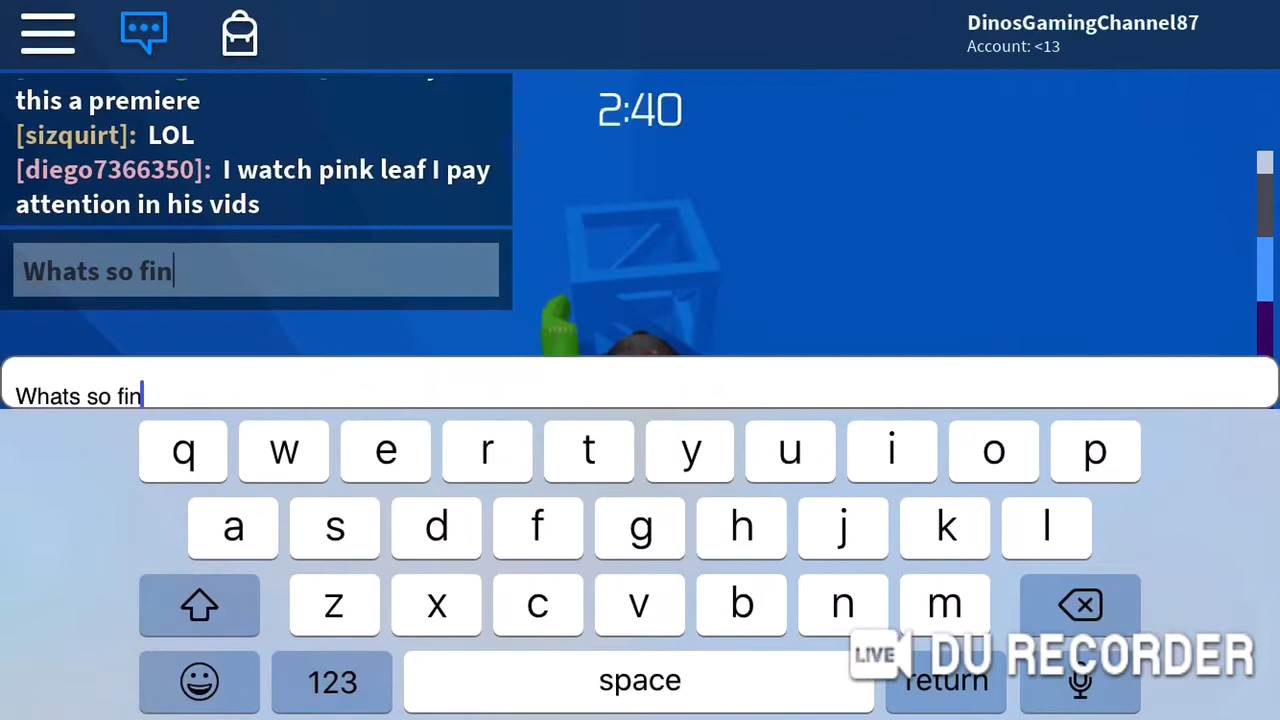 DinosGamingChannel87
Account: <13
this a premiere
[sizquirt]: LOL
[diego7366350]: I watch pink leaf I pay
attention in his vids
2:40
Whats so fin
Whats so fin
q w e r t y u i o p
a s d f g h j k l
z x c v b n m
123 space return
LIVE DU RECORDER